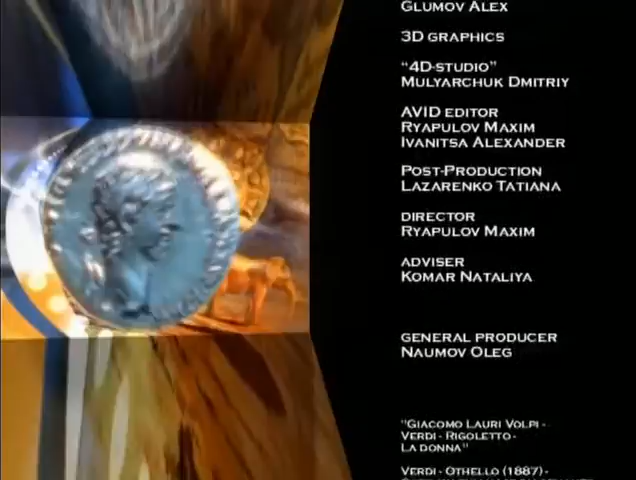 GLUMOV ALEX
3D GRAPHICS
“4D-STUDIO”
MULYARCHUK DMITRIY
AVID EDITOR
RYAPULOV MAXIM
IVANITSA ALEXANDER
POST-PRODUCTION
LAZARENKO TATIANA
DIRECTOR
RYAPULOV MAXIM
ADVISER
KOMAR NATALIYA
GENERAL PRODUCER
NAUMOV OLEG
"GIACOMO LAURI VOLPI -
VERDI - RIGOLETTO -
LA DONNA"
VERDI - OTHELLO (1887) -